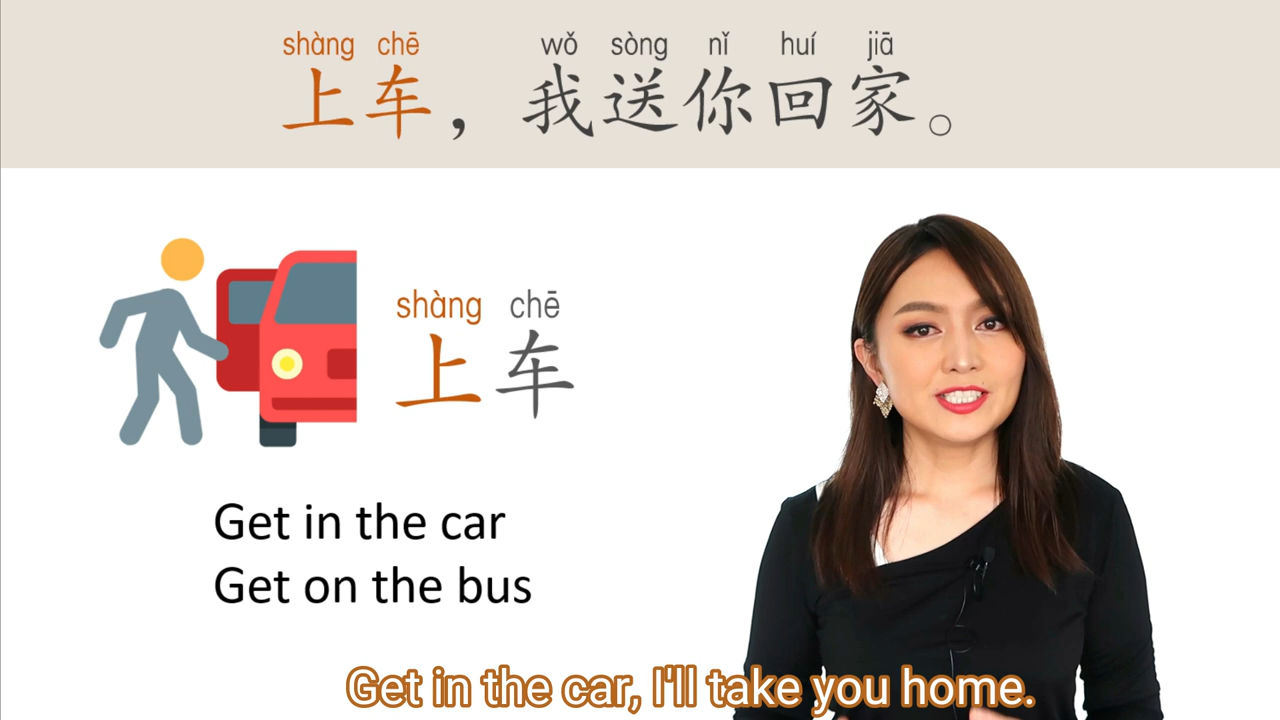 shàng chē wǒ sòng nǐ huí jiā
上车，我送你回家。
shàng chē
上车
Get in the car
Get on the bus
Get in the car, I'll take you home.